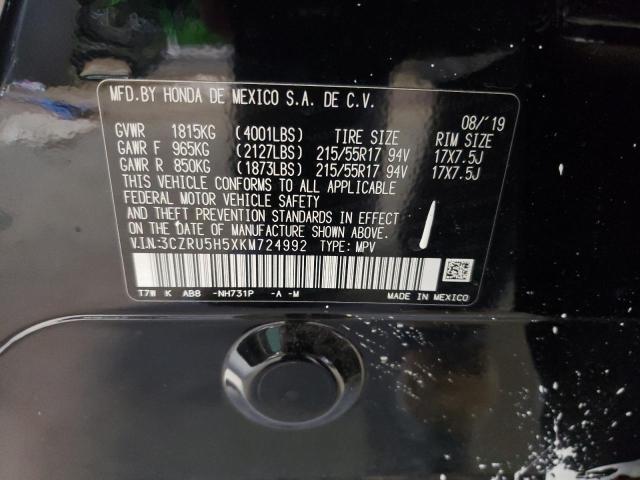 MFD.BY HONDA DE MEXICO S.A. DE C.V.
08/'19
GVWR 1815KG (4001LBS) TIRE SIZE RIM SIZE
GAWR F 965KG (2127LBS) 215/55R17 94V 17X7.5J
GAWR R 850KG (1873LBS) 215/55R17 94V 17X7.5J
THIS VEHICLE CONFORMS TO ALL APPLICABLE
FEDERAL MOTOR VEHICLE SAFETY
AND THEFT PREVENTION STANDARDS IN EFFECT
ON THE DATE OF MANUFACTURE SHOWN ABOVE.
V.I.N:3CZRU5H5XKM724992 TYPE: MPV
T7W K AB8 -NH731P -A -M MADE IN MEXICO